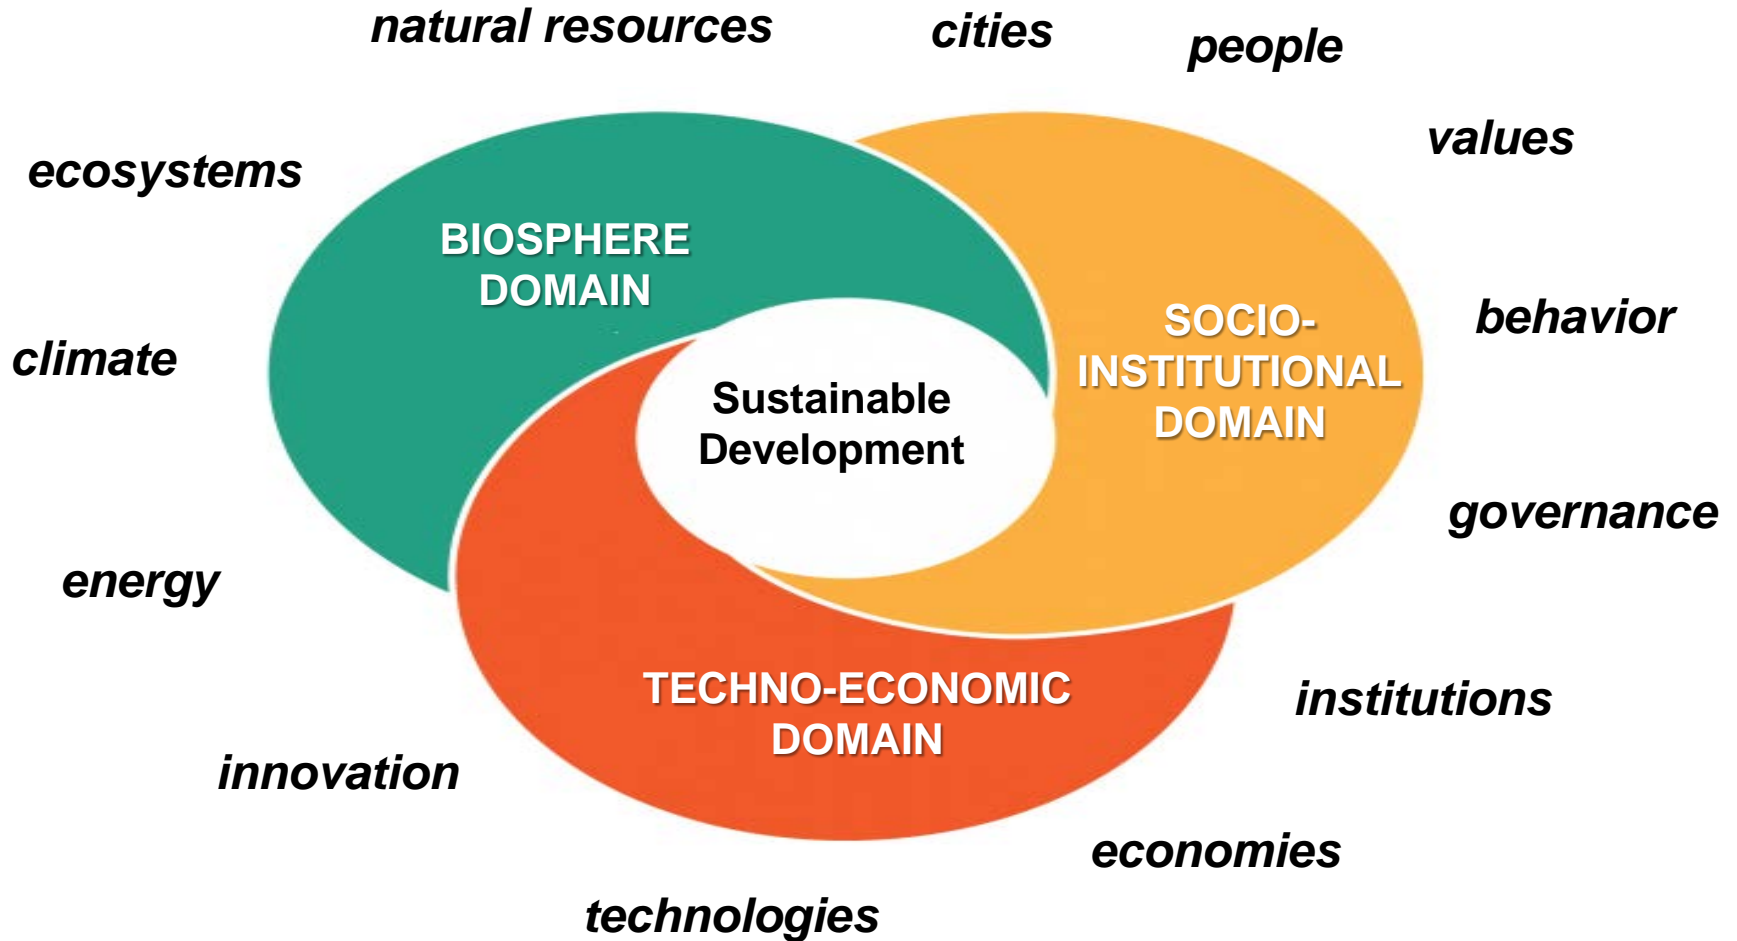 natural resources
cities
people
values
ecosystems
BIOSPHERE
DOMAIN
SOCIO-
INSTITUTIONAL
DOMAIN
behavior
climate
Sustainable
Development
governance
energy
TECHNO-ECONOMIC
DOMAIN
institutions
innovation
economies
technologies